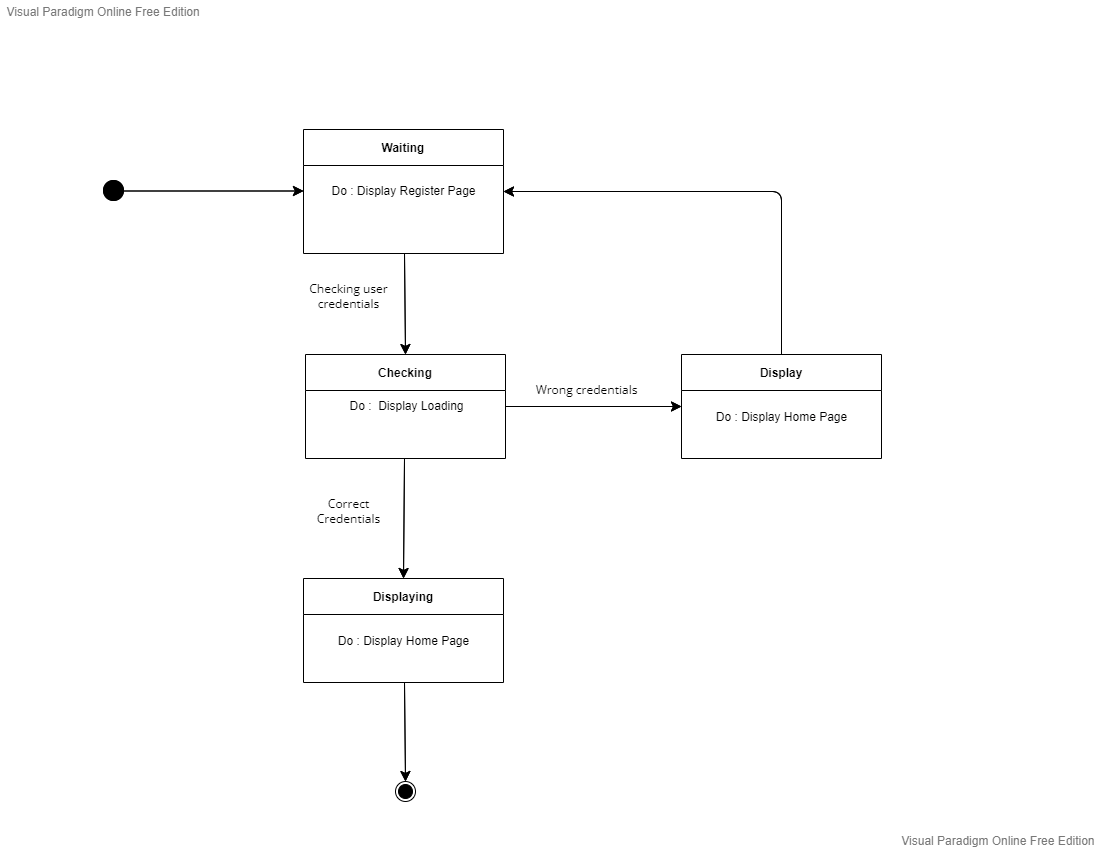 Visual Paradigm Online Free Edition
Waiting
Do : Display Register Page
Checking user
credentials
Checking
Do :  Display Loading
Wrong credentials
Display
Do : Display Home Page
Correct
Credentials
Displaying
Do : Display Home Page
Visual Paradigm Online Free Edition